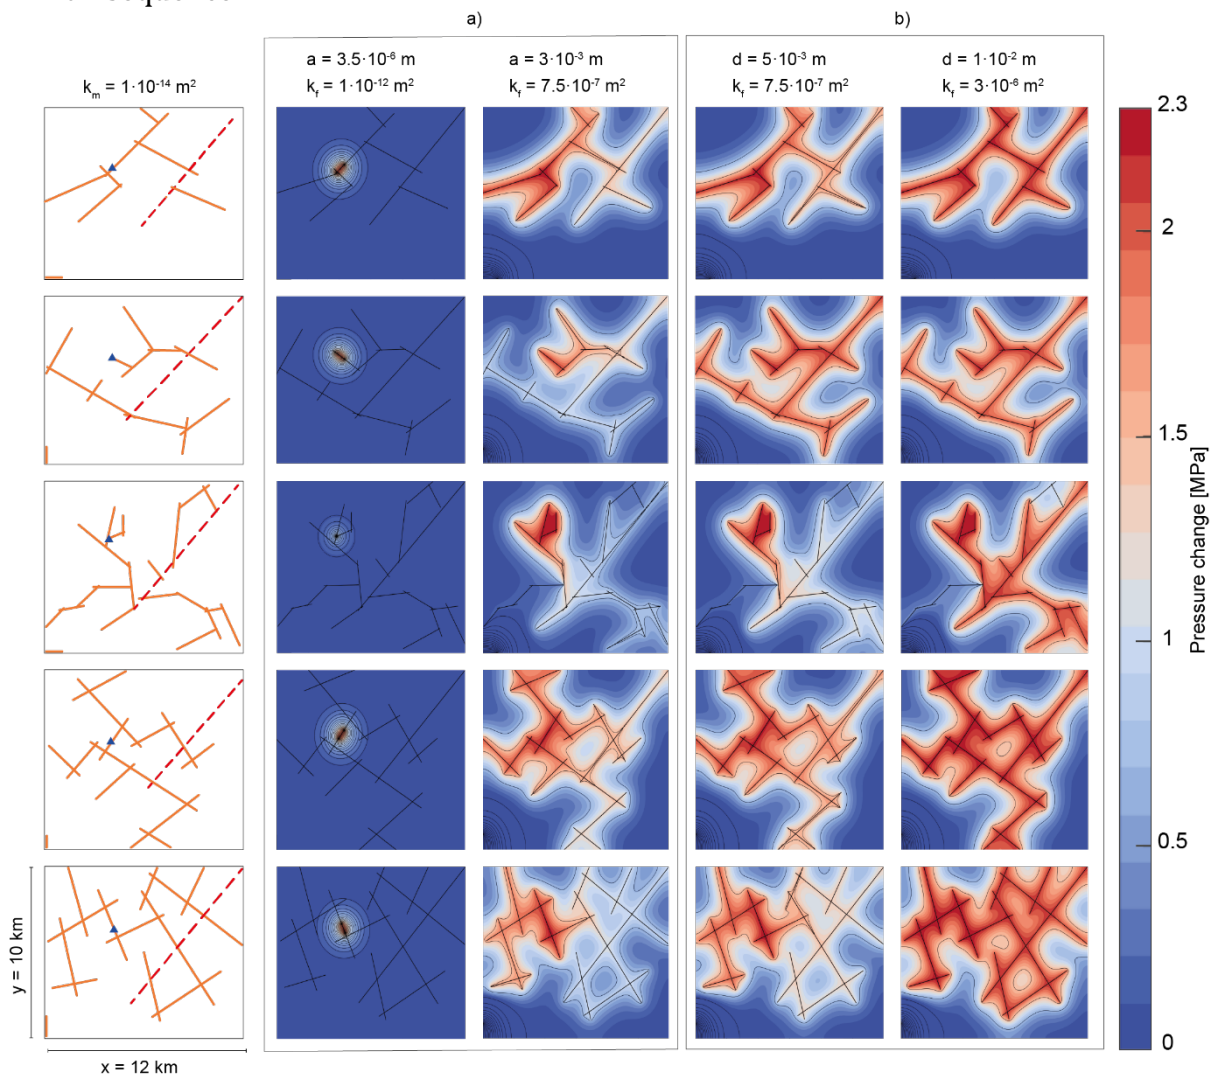 a)
b)
kₘ = 1·10⁻¹⁴ m²
a = 3.5·10⁻⁶ m
k_f = 1·10⁻¹² m²
a = 3·10⁻³ m
k_f = 7.5·10⁻⁷ m²
d = 5·10⁻³ m
k_f = 7.5·10⁻⁷ m²
d = 1·10⁻² m
k_f = 3·10⁻⁶ m²
2.3
2
1.5
1
0.5
0
Pressure change [MPa]
y = 10 km
x = 12 km